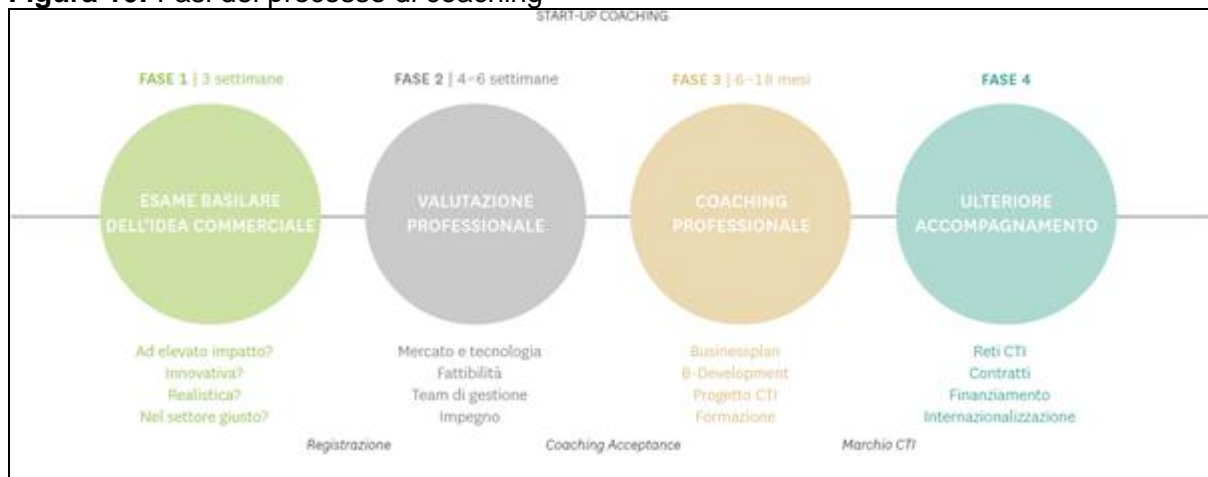 Figura 10. Fasi del processo di coaching
START-UP COACHING
FASE 1 | 3 settimane
FASE 2 | 4-6 settimane
FASE 3 | 6-18 mesi
FASE 4
ESAME BASILARE
DELL'IDEA COMMERCIALE
VALUTAZIONE
PROFESSIONALE
COACHING
PROFESSIONALE
ULTERIORE
ACCOMPAGNAMENTO
Ad elevato impatto?
Innovativa?
Realistica?
Nel settore giusto?
Mercato e tecnologia
Fattibilità
Team di gestione
Impegno
Businessplan
B-Development
Progetto CTI
Formazione
Reti CTI
Contratti
Finanziamento
Internazionalizzazione
Registrazione
Coaching Acceptance
Marchio CTI